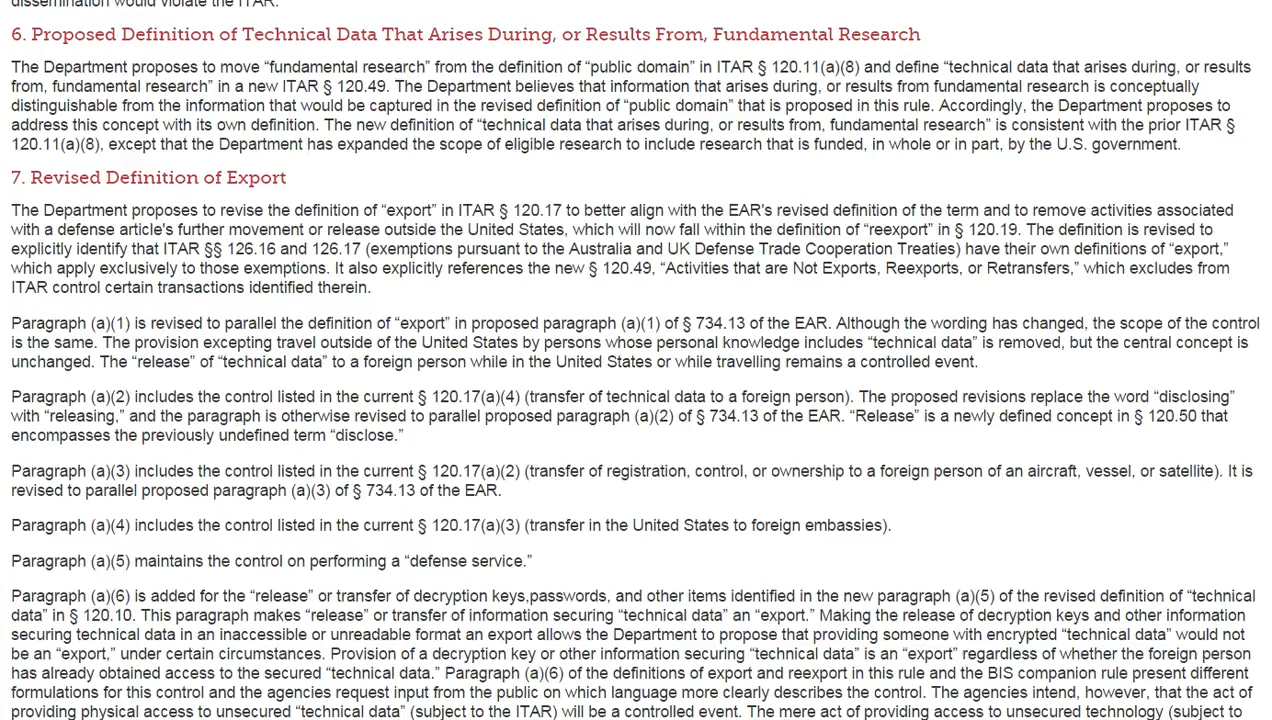 dissemination would violate the ITAR.
6. Proposed Definition of Technical Data That Arises During, or Results From, Fundamental Research
The Department proposes to move “fundamental research” from the definition of “public domain” in ITAR § 120.11(a)(8) and define “technical data that arises during, or results
from, fundamental research” in a new ITAR § 120.49. The Department believes that information that arises during, or results from fundamental research is conceptually
distinguishable from the information that would be captured in the revised definition of “public domain” that is proposed in this rule. Accordingly, the Department proposes to
address this concept with its own definition. The new definition of “technical data that arises during, or results from, fundamental research” is consistent with the prior ITAR §
120.11(a)(8), except that the Department has expanded the scope of eligible research to include research that is funded, in whole or in part, by the U.S. government.
7. Revised Definition of Export
The Department proposes to revise the definition of “export” in ITAR § 120.17 to better align with the EAR's revised definition of the term and to remove activities associated
with a defense article's further movement or release outside the United States, which will now fall within the definition of “reexport” in § 120.19. The definition is revised to
explicitly identify that ITAR §§ 126.16 and 126.17 (exemptions pursuant to the Australia and UK Defense Trade Cooperation Treaties) have their own definitions of “export,”
which apply exclusively to those exemptions. It also explicitly references the new § 120.49, “Activities that are Not Exports, Reexports, or Retransfers,” which excludes from
ITAR control certain transactions identified therein.
Paragraph (a)(1) is revised to parallel the definition of “export” in proposed paragraph (a)(1) of § 734.13 of the EAR. Although the wording has changed, the scope of the control
is the same. The provision excepting travel outside of the United States by persons whose personal knowledge includes “technical data” is removed, but the central concept is
unchanged. The “release” of “technical data” to a foreign person while in the United States or while travelling remains a controlled event.
Paragraph (a)(2) includes the control listed in the current § 120.17(a)(4) (transfer of technical data to a foreign person). The proposed revisions replace the word “disclosing”
with “releasing,” and the paragraph is otherwise revised to parallel proposed paragraph (a)(2) of § 734.13 of the EAR. “Release” is a newly defined concept in § 120.50 that
encompasses the previously undefined term “disclose.”
Paragraph (a)(3) includes the control listed in the current § 120.17(a)(2) (transfer of registration, control, or ownership to a foreign person of an aircraft, vessel, or satellite). It is
revised to parallel proposed paragraph (a)(3) of § 734.13 of the EAR.
Paragraph (a)(4) includes the control listed in the current § 120.17(a)(3) (transfer in the United States to foreign embassies).
Paragraph (a)(5) maintains the control on performing a “defense service.”
Paragraph (a)(6) is added for the “release” or transfer of decryption keys,passwords, and other items identified in the new paragraph (a)(5) of the revised definition of “technical
data” in § 120.10. This paragraph makes “release” or transfer of information securing “technical data” an “export.” Making the release of decryption keys and other information
securing technical data in an inaccessible or unreadable format an export allows the Department to propose that providing someone with encrypted “technical data” would not
be an “export,” under certain circumstances. Provision of a decryption key or other information securing “technical data” is an “export” regardless of whether the foreign person
has already obtained access to the secured “technical data.” Paragraph (a)(6) of the definitions of export and reexport in this rule and the BIS companion rule present different
formulations for this control and the agencies request input from the public on which language more clearly describes the control. The agencies intend, however, that the act of
providing physical access to unsecured “technical data” (subject to the ITAR) will be a controlled event. The mere act of providing access to unsecured technology (subject to